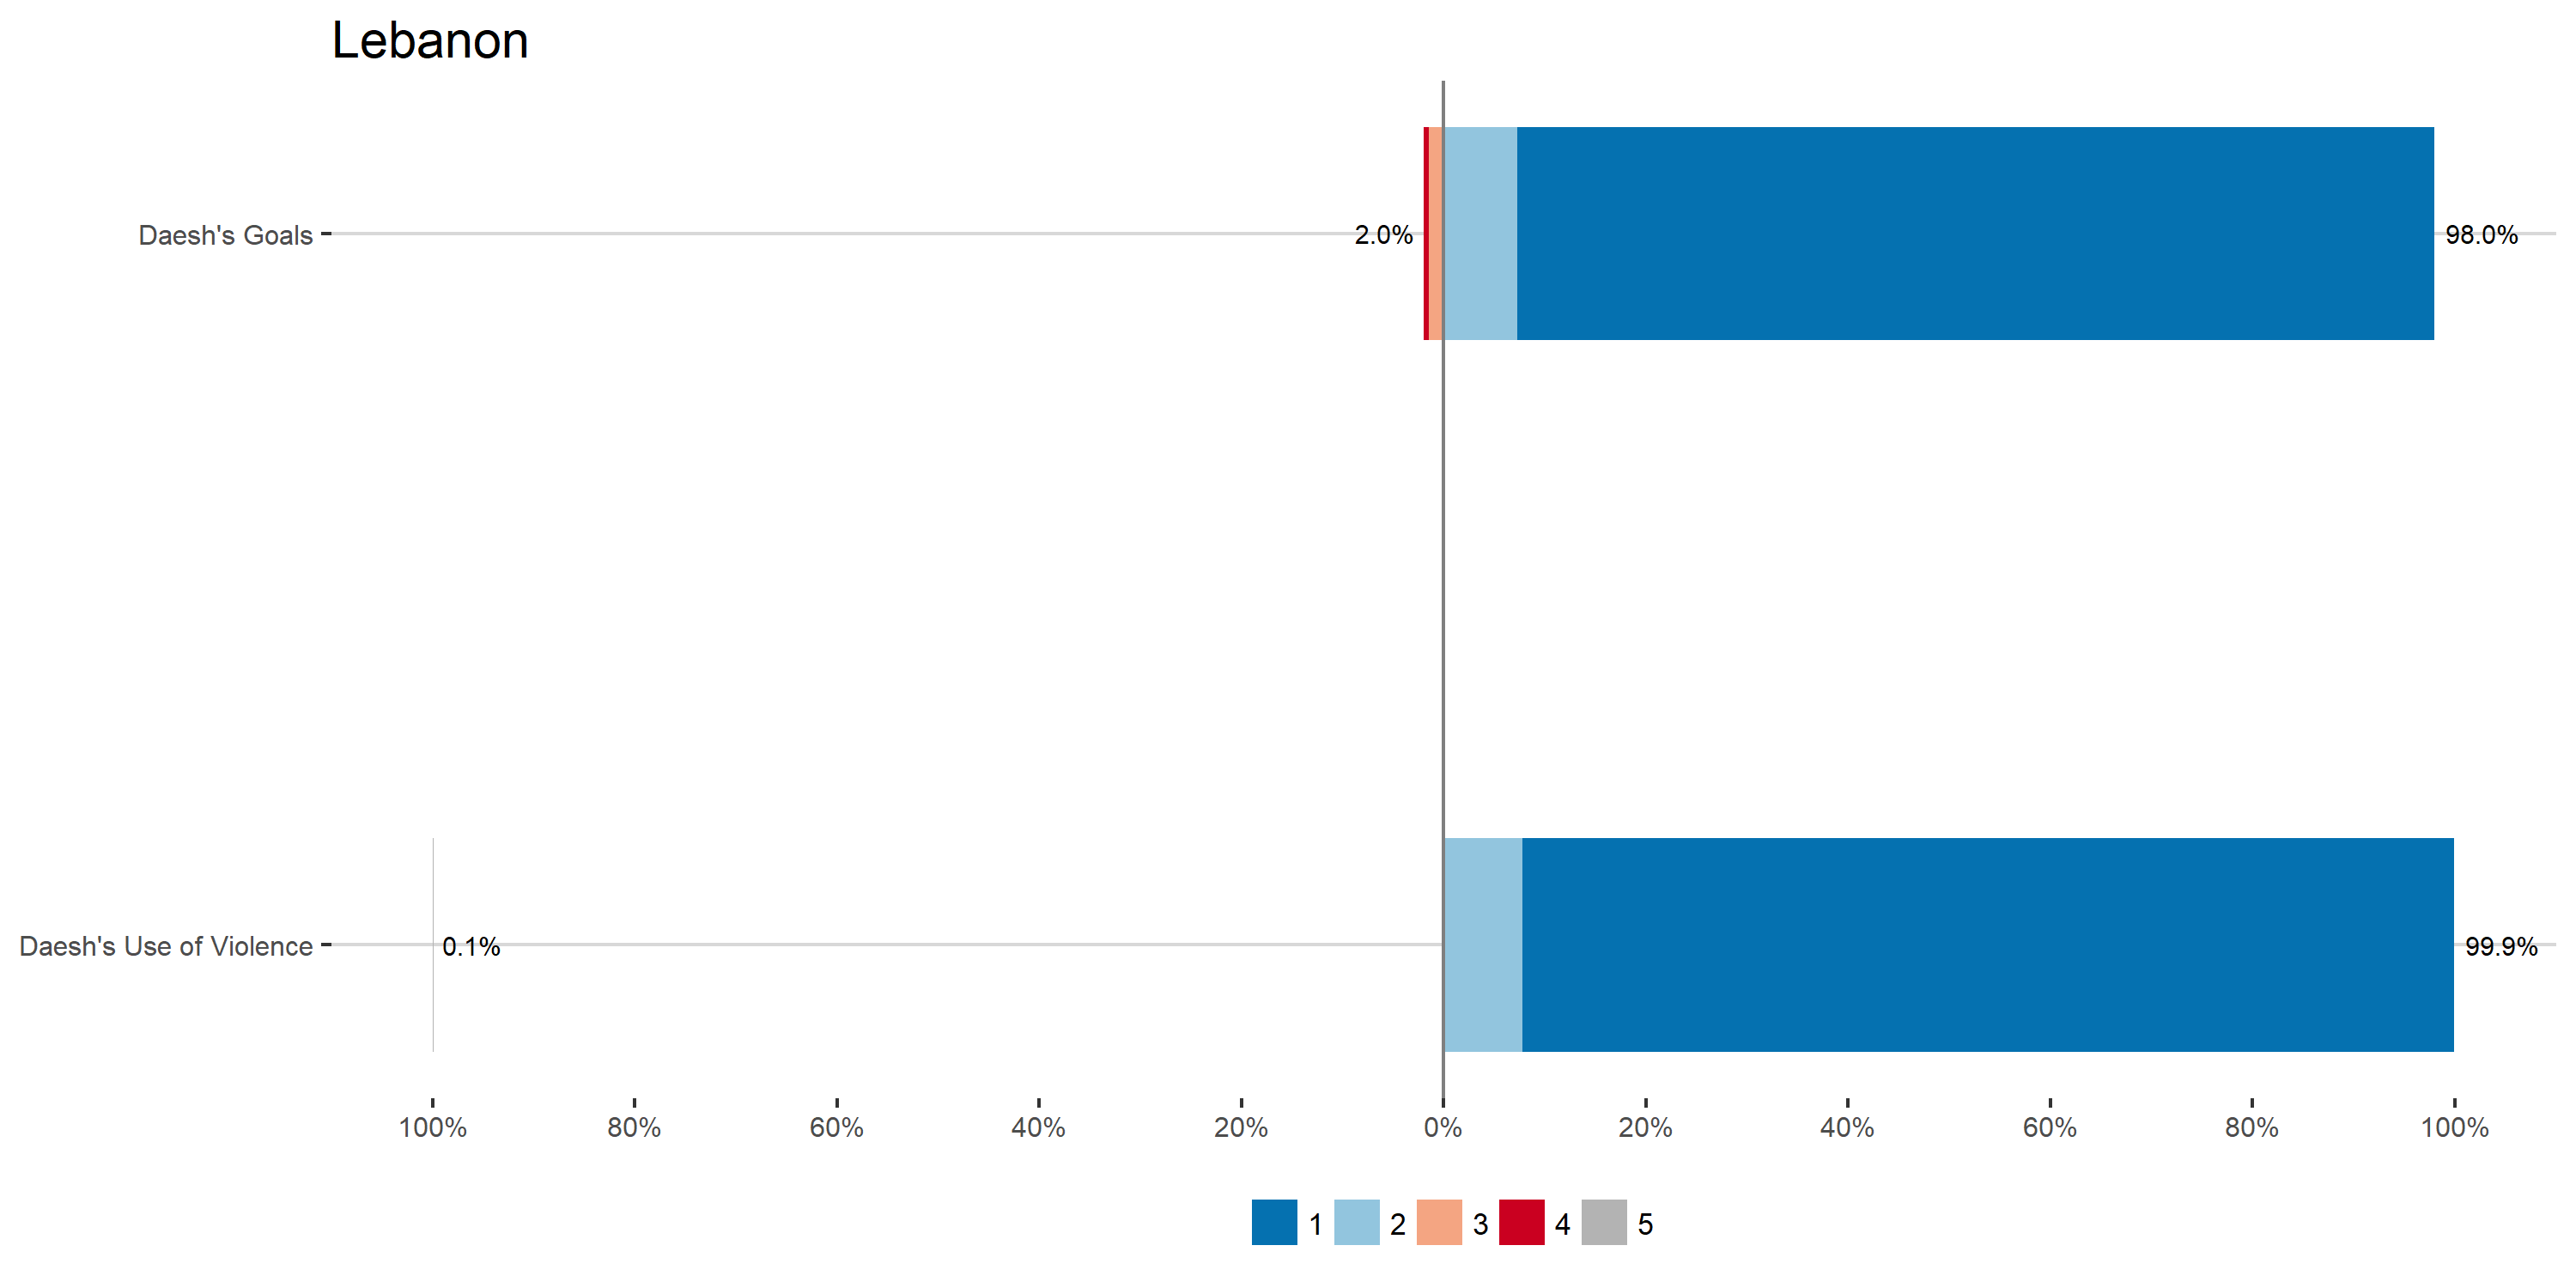 Lebanon
Daesh's Goals
2.0%
98.0%
Daesh's Use of Violence
0.1%
99.9%
100% 80% 60% 40% 20% 0% 20% 40% 60% 80% 100%
1 2 3 4 5